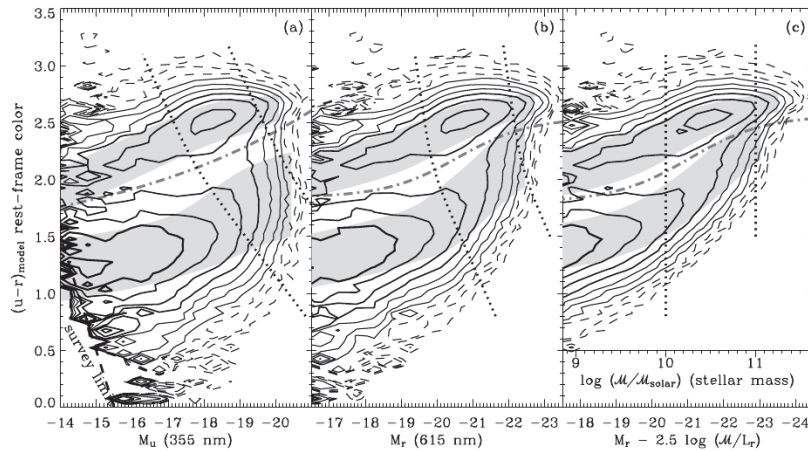 (a) (b) (c)
3.5
3.0
2.5
2.0
1.5
1.0
0.5
0.0
(u-r)model rest-frame color
survey lim
9 10 11
log (ℳ/ℳsolar) (stellar mass)
-14 -15 -16 -17 -18 -19 -20 -17 -18 -19 -20 -21 -22 -23 -18 -19 -20 -21 -22 -23 -24
Mu (355 nm) Mr (615 nm) Mr - 2.5 log (ℳ/Lr)